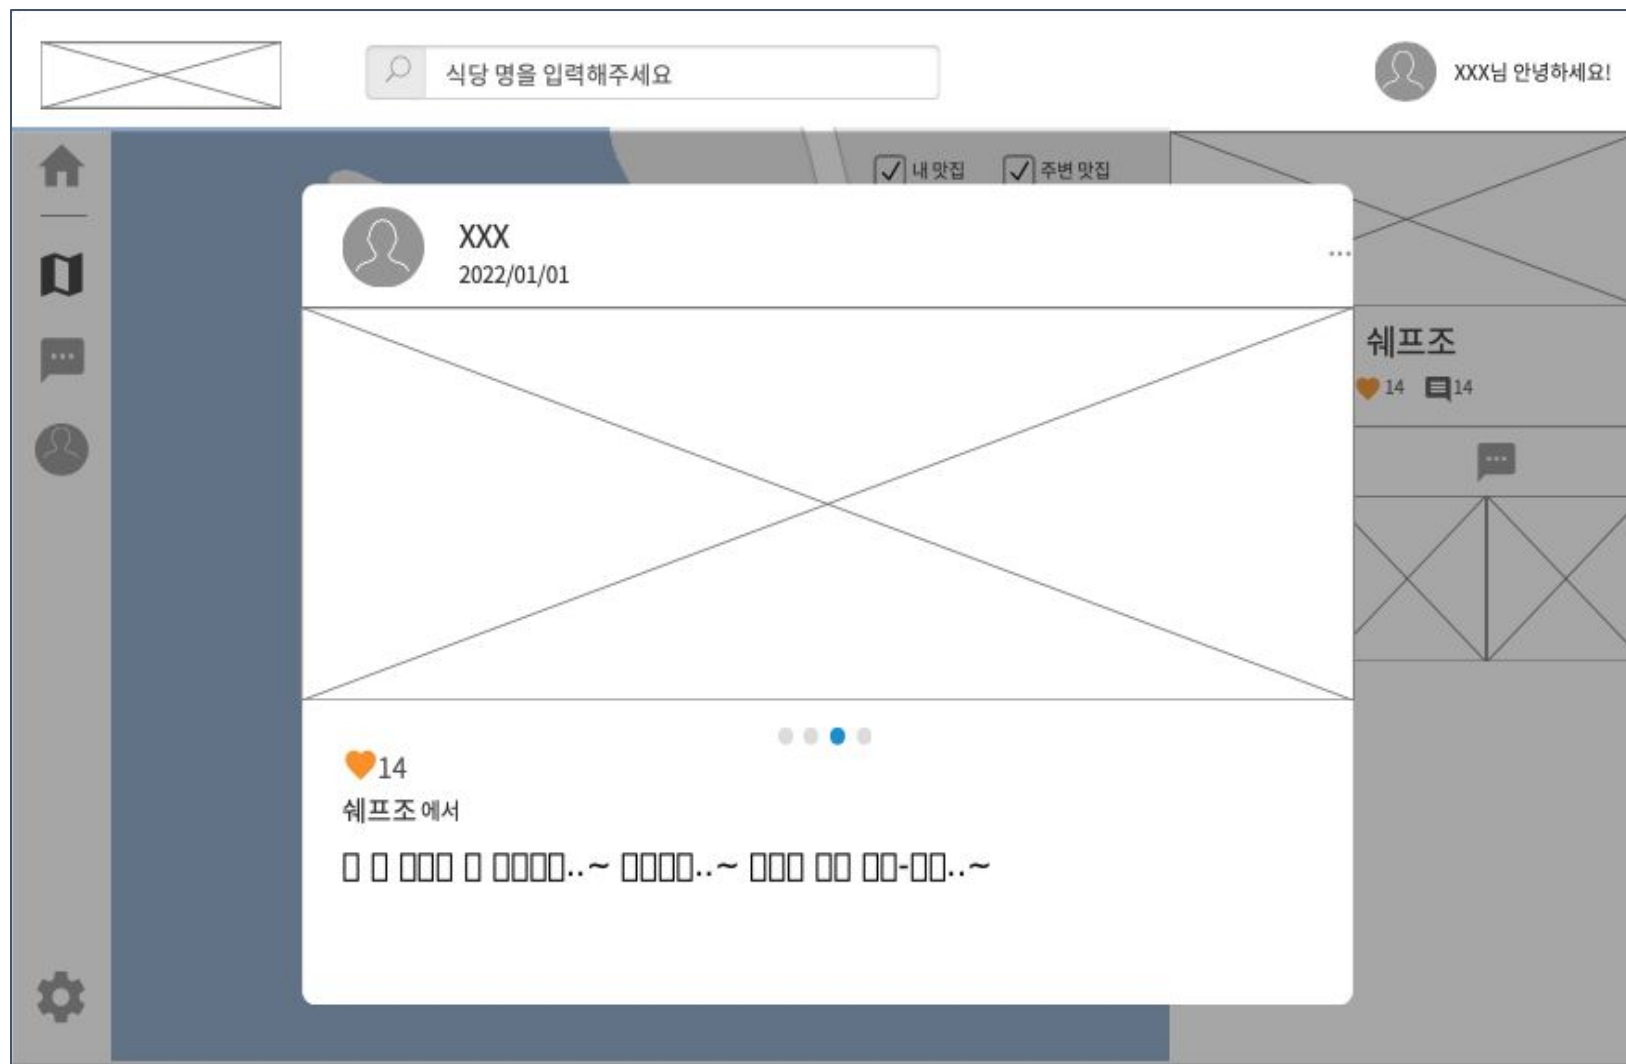 식당 명을 입력해주세요
XXX님 안녕하세요!
내 맛집
주변 맛집
XXX
2022/01/01
쉐프조
14
14
14
쉐프조 에서
▯ ▯ ▯▯▯ ▯ ▯▯▯▯..~ ▯▯▯▯..~ ▯▯▯ ▯▯ ▯▯-▯▯..~